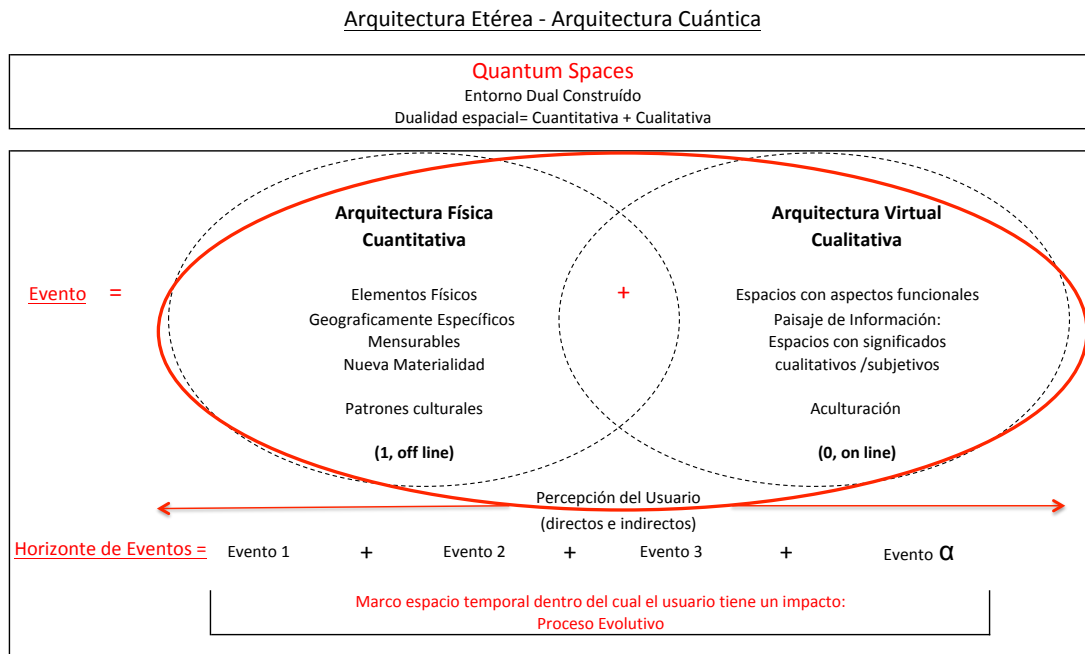 Arquitectura Etérea - Arquitectura Cuántica
Quantum Spaces
Entorno Dual Construído
Dualidad espacial= Cuantitativa + Cualitativa
Arquitectura Física
Cuantitativa
Elementos Físicos
Geograficamente Específicos
Mensurables
Nueva Materialidad
Patrones culturales
(1, off line)
Evento =
+
Arquitectura Virtual
Cualitativa
Espacios con aspectos funcionales
Paisaje de Información:
Espacios con significados
cualitativos /subjetivos
Aculturación
(0, on line)
Percepción del Usuario
(directos e indirectos)
Horizonte de Eventos = Evento 1 + Evento 2 + Evento 3 + Evento α
Marco espacio temporal dentro del cual el usuario tiene un impacto:
Proceso Evolutivo